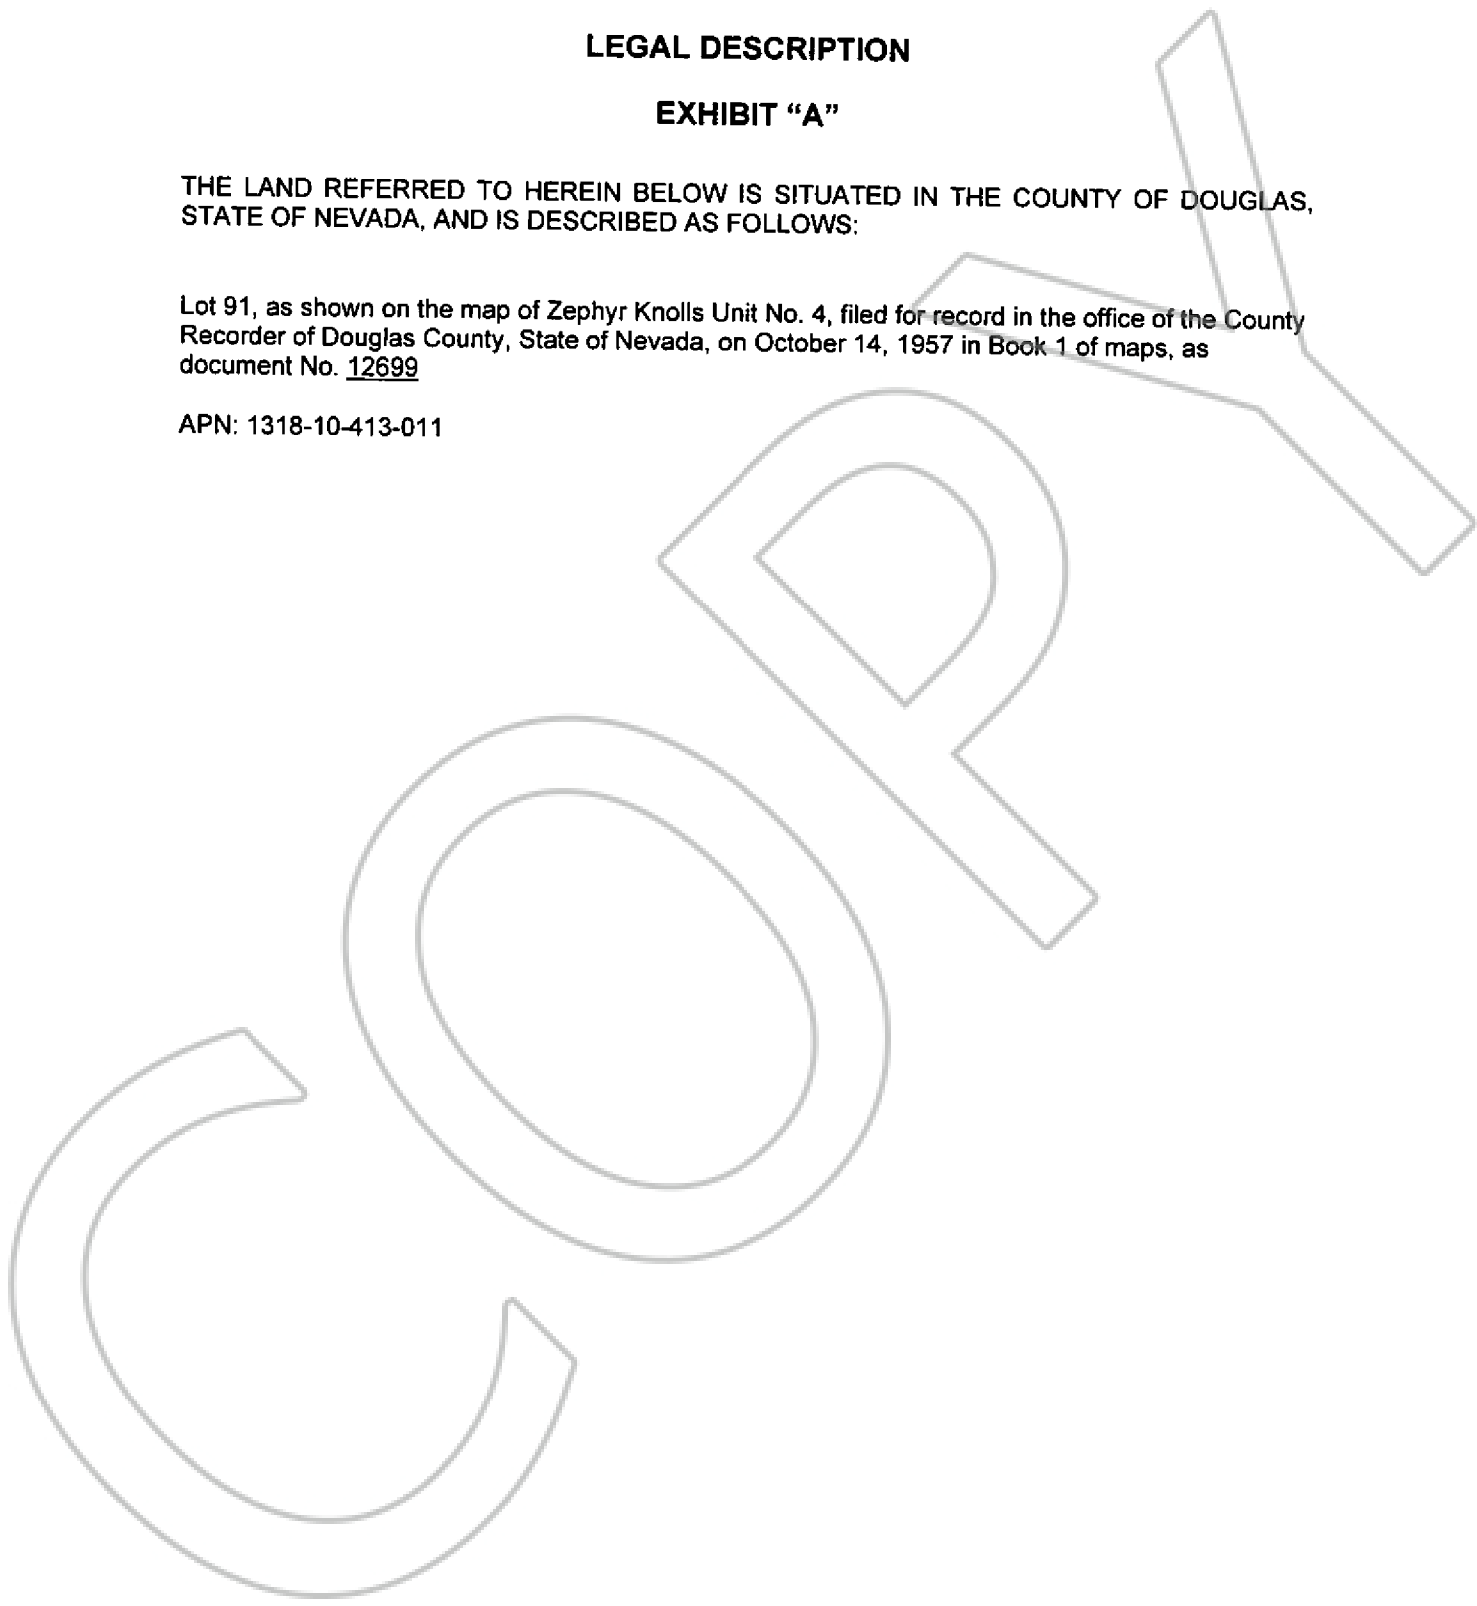 LEGAL DESCRIPTION
EXHIBIT “A”
THE LAND REFERRED TO HEREIN BELOW IS SITUATED IN THE COUNTY OF DOUGLAS,
STATE OF NEVADA, AND IS DESCRIBED AS FOLLOWS:
Lot 91, as shown on the map of Zephyr Knolls Unit No. 4, filed for record in the office of the County
Recorder of Douglas County, State of Nevada, on October 14, 1957 in Book 1 of maps, as
document No. 12699
APN: 1318-10-413-011
COPY